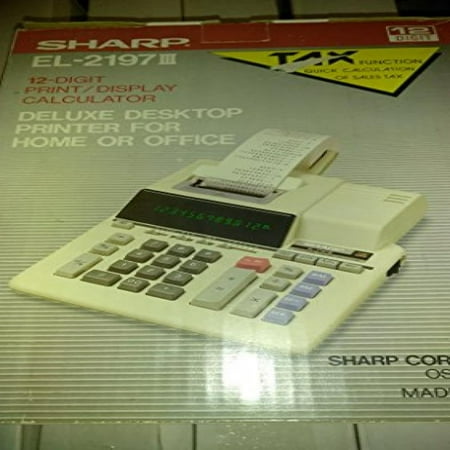 SHARP
12
DIGIT
EL-2197III
TAX FUNCTION
QUICK CALCULATION
OF SALES TAX
12-DIGIT
PRINT/DISPLAY
CALCULATOR
DELUXE DESKTOP
PRINTER FOR
HOME OR OFFICE
SHARP COR
OS
MAD